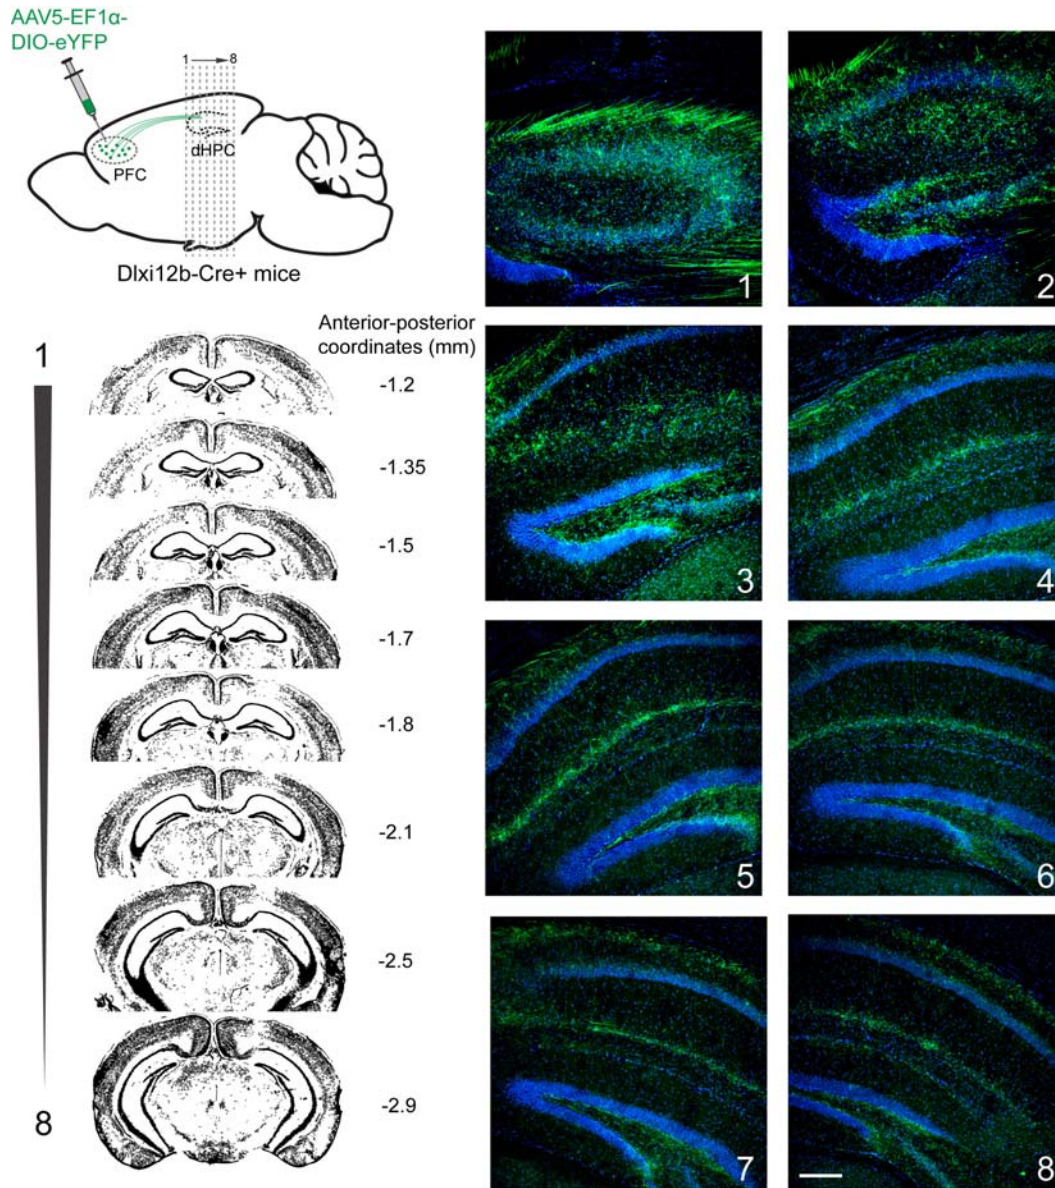 AAV5-EF1α-
DIO-eYFP
1
8
dHPC
PFC
Dlxi12b-Cre+ mice
Anterior-posterior
coordinates (mm)
1
-1.2
-1.35
-1.5
-1.7
-1.8
-2.1
-2.5
-2.9
8
1
2
3
4
5
6
7
8